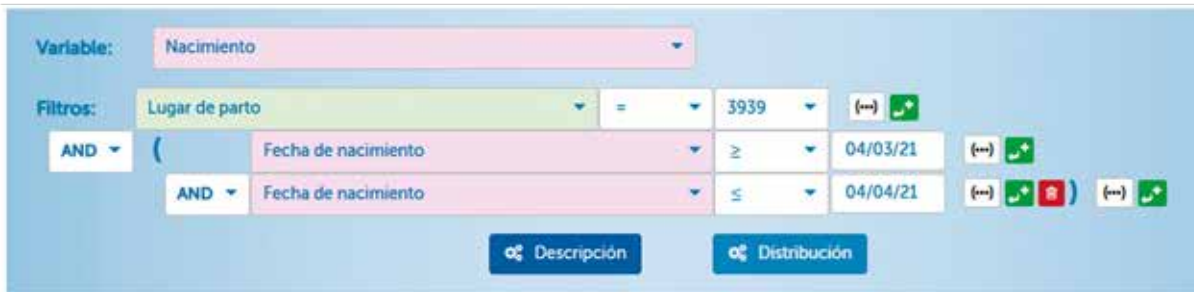 Variable: Nacimiento
Filtros: Lugar de parto = 3939 (...)
AND ( Fecha de nacimiento ≥ 04/03/21 (...)
AND Fecha de nacimiento ≤ 04/04/21 (...) ) (...)
Descripción Distribución